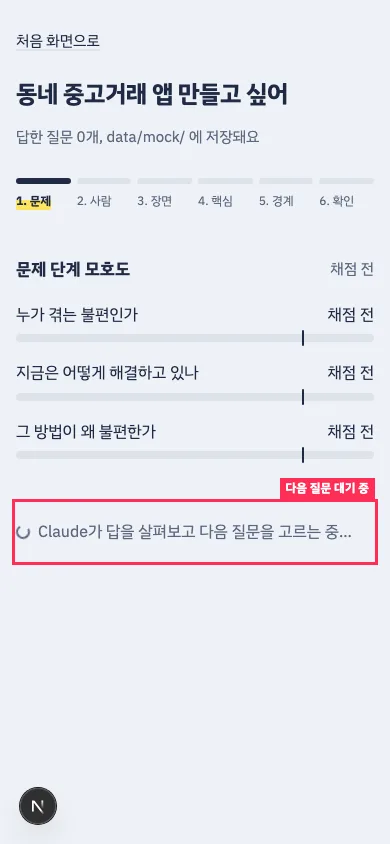 처음 화면으로
동네 중고거래 앱 만들고 싶어
답한 질문 0개, data/mock/ 에 저장돼요
1. 문제 2. 사람 3. 장면 4. 핵심 5. 경계 6. 확인
문제 단계 모호도 채점 전
누가 겪는 불편인가 채점 전
지금은 어떻게 해결하고 있나 채점 전
그 방법이 왜 불편한가 채점 전
다음 질문 대기 중
Claude가 답을 살펴보고 다음 질문을 고르는 중…
N